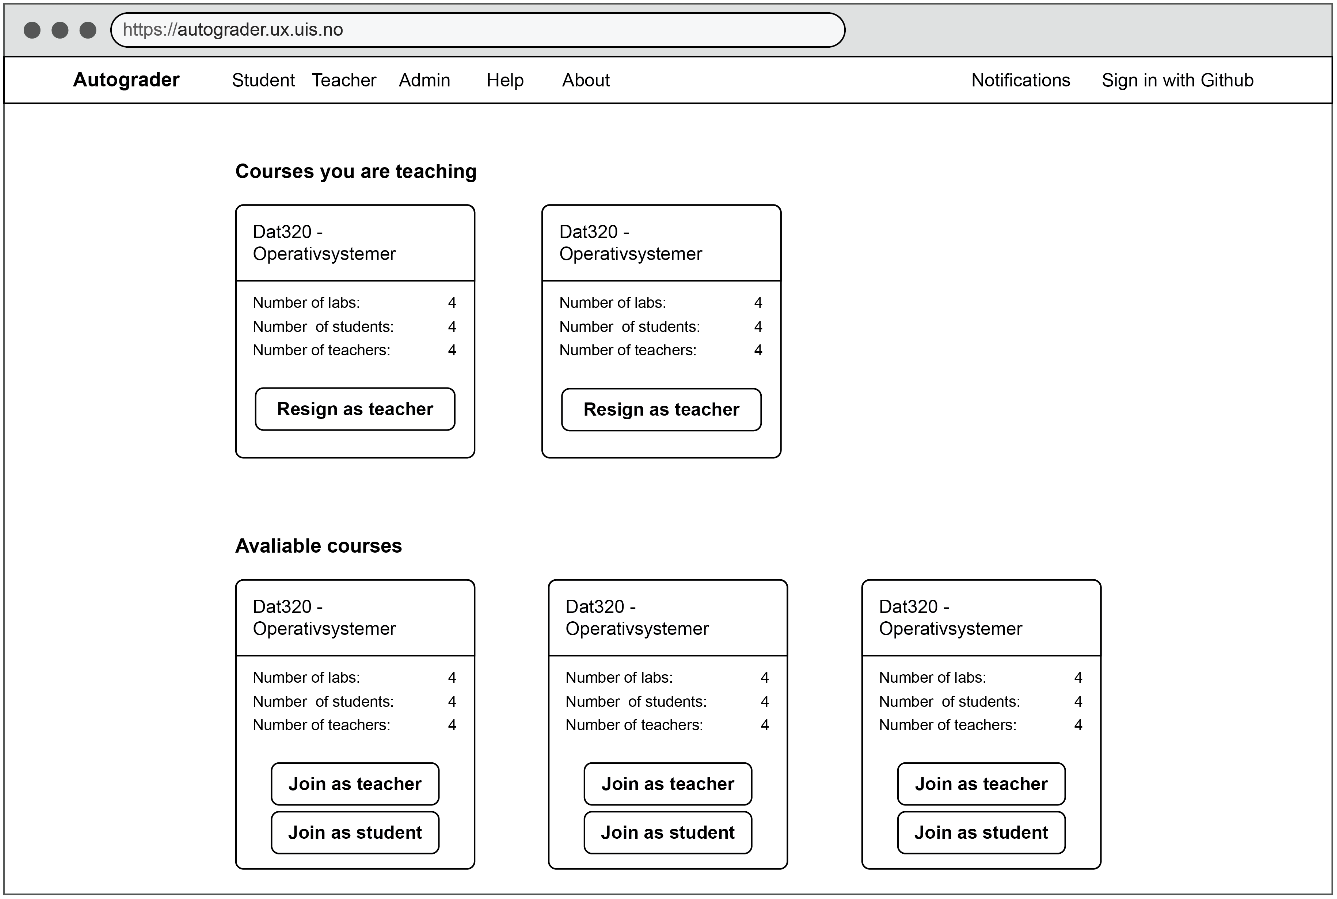 https://autograder.ux.uis.no
Autograder Student Teacher Admin Help About Notifications Sign in with Github
Courses you are teaching
Dat320 -
Operativsystemer
Number of labs: 4
Number  of students: 4
Number of teachers: 4
Resign as teacher
Dat320 -
Operativsystemer
Number of labs: 4
Number  of students: 4
Number of teachers: 4
Resign as teacher
Avaliable courses
Dat320 -
Operativsystemer
Number of labs: 4
Number  of students: 4
Number of teachers: 4
Join as teacher
Join as student
Dat320 -
Operativsystemer
Number of labs: 4
Number  of students: 4
Number of teachers: 4
Join as teacher
Join as student
Dat320 -
Operativsystemer
Number of labs: 4
Number  of students: 4
Number of teachers: 4
Join as teacher
Join as student